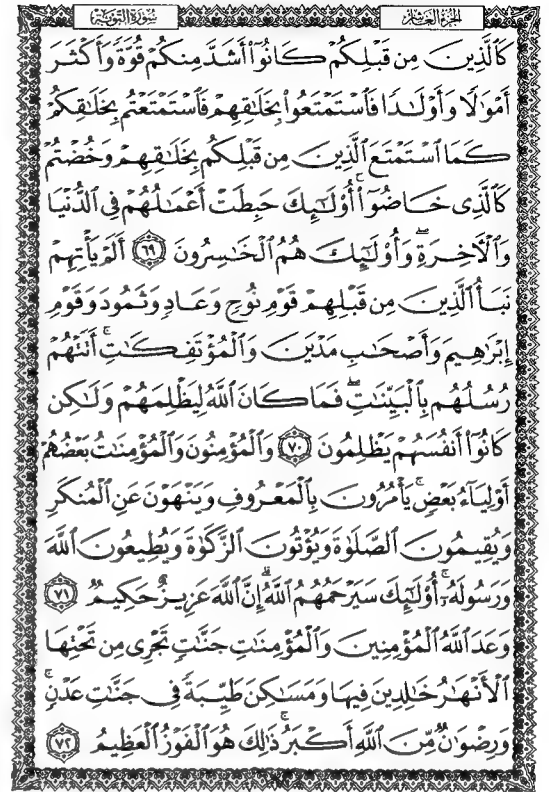 الجزء العاشر سورة التوبة
كَالَّذِينَ مِن قَبْلِكُمْ كَانُوٓا۟ أَشَدَّ مِنكُمْ قُوَّةً وَأَكْثَرَ
أَمْوَٰلًا وَأَوْلَٰدًا فَٱسْتَمْتَعُوا۟ بِخَلَٰقِهِمْ فَٱسْتَمْتَعْتُم بِخَلَٰقِكُمْ
كَمَا ٱسْتَمْتَعَ ٱلَّذِينَ مِن قَبْلِكُم بِخَلَٰقِهِمْ وَخُضْتُمْ
كَٱلَّذِى خَاضُوٓا۟ ۚ أُو۟لَٰٓئِكَ حَبِطَتْ أَعْمَٰلُهُمْ فِى ٱلدُّنْيَا
وَٱلْءَاخِرَةِ ۖ وَأُو۟لَٰٓئِكَ هُمُ ٱلْخَٰسِرُونَ ٦٩ أَلَمْ يَأْتِهِمْ
نَبَأُ ٱلَّذِينَ مِن قَبْلِهِمْ قَوْمِ نُوحٍ وَعَادٍ وَثَمُودَ وَقَوْمِ
إِبْرَٰهِيمَ وَأَصْحَٰبِ مَدْيَنَ وَٱلْمُؤْتَفِكَٰتِ ۚ أَتَتْهُمْ
رُسُلُهُم بِٱلْبَيِّنَٰتِ ۖ فَمَا كَانَ ٱللَّهُ لِيَظْلِمَهُمْ وَلَٰكِن
كَانُوٓا۟ أَنفُسَهُمْ يَظْلِمُونَ ٧٠ وَٱلْمُؤْمِنُونَ وَٱلْمُؤْمِنَٰتُ بَعْضُهُمْ
أَوْلِيَآءُ بَعْضٍ ۚ يَأْمُرُونَ بِٱلْمَعْرُوفِ وَيَنْهَوْنَ عَنِ ٱلْمُنكَرِ
وَيُقِيمُونَ ٱلصَّلَوٰةَ وَيُؤْتُونَ ٱلزَّكَوٰةَ وَيُطِيعُونَ ٱللَّهَ
وَرَسُولَهُۥٓ ۚ أُو۟لَٰٓئِكَ سَيَرْحَمُهُمُ ٱللَّهُ ۗ إِنَّ ٱللَّهَ عَزِيزٌ حَكِيمٌ ٧١
وَعَدَ ٱللَّهُ ٱلْمُؤْمِنِينَ وَٱلْمُؤْمِنَٰتِ جَنَّٰتٍ تَجْرِى مِن تَحْتِهَا
ٱلْأَنْهَٰرُ خَٰلِدِينَ فِيهَا وَمَسَٰكِنَ طَيِّبَةً فِى جَنَّٰتِ عَدْنٍ ۚ
وَرِضْوَٰنٌ مِّنَ ٱللَّهِ أَكْبَرُ ۚ ذَٰلِكَ هُوَ ٱلْفَوْزُ ٱلْعَظِيمُ ٧٢